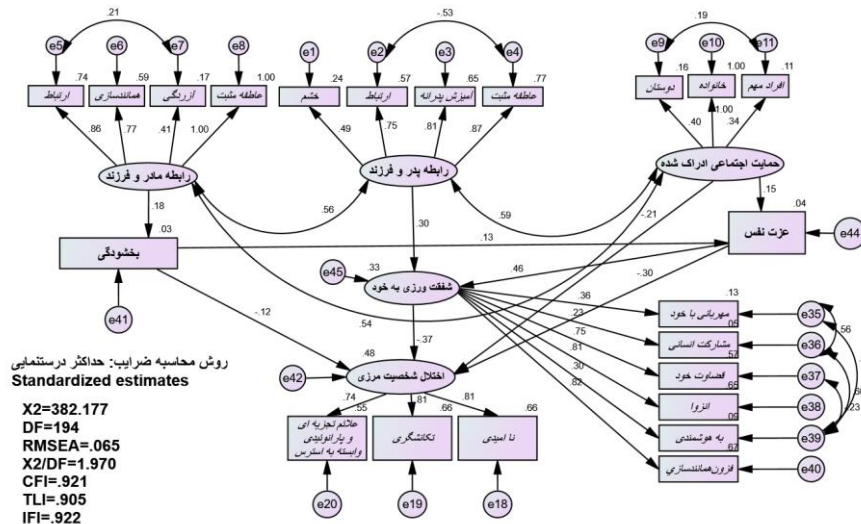 .21
-.53
.19
e5
e6
e7
e8
e1
e2
e3
e4
e9
e10
e11
.74
.59
.17
1.00
.24
.57
.65
.77
.16
1.00
.11
ارتباط
همانندسازی
آزردگی
عاطفه مثبت
خشم
ارتباط
آمیزش پدرانه
عاطفه مثبت
دوستان
خانواده
افراد مهم
.86
.77
.41
1.00
.49
.75
.81
.87
.40
1.00
.34
رابطه مادر و فرزند
رابطه پدر و فرزند
حمایت اجتماعی ادراک شده
.18
.56
.30
.59
-.21
.15
.03
.04
بخشودگی
.13
عزت نفس
e44
e41
e45
.33
شفقت ورزی به خود
.46
-.30
-.12
.54
-.37
.36
.23
.75
.81
.30
.82
.13
مهربانی با خود
e35
.05
مشارکت انسانی
e36
.57
قضاوت خود
e37
.65
انزوا
e38
.09
به هوشمندی
e39
.67
فزون‌همانندسازی
e40
.56
.23
.48
e42
اختلال شخصیت مرزی
.74
.81
.81
.55
.66
.66
علائم تجزیه ای
و پارانوئیدی
وابسته به استرس
تکانشگری
نا امیدی
e20
e19
e18
روش محاسبه ضرایب: حداکثر درستنمایی
Standardized estimates
X2=382.177
DF=194
RMSEA=.065
X2/DF=1.970
CFI=.921
TLI=.905
IFI=.922